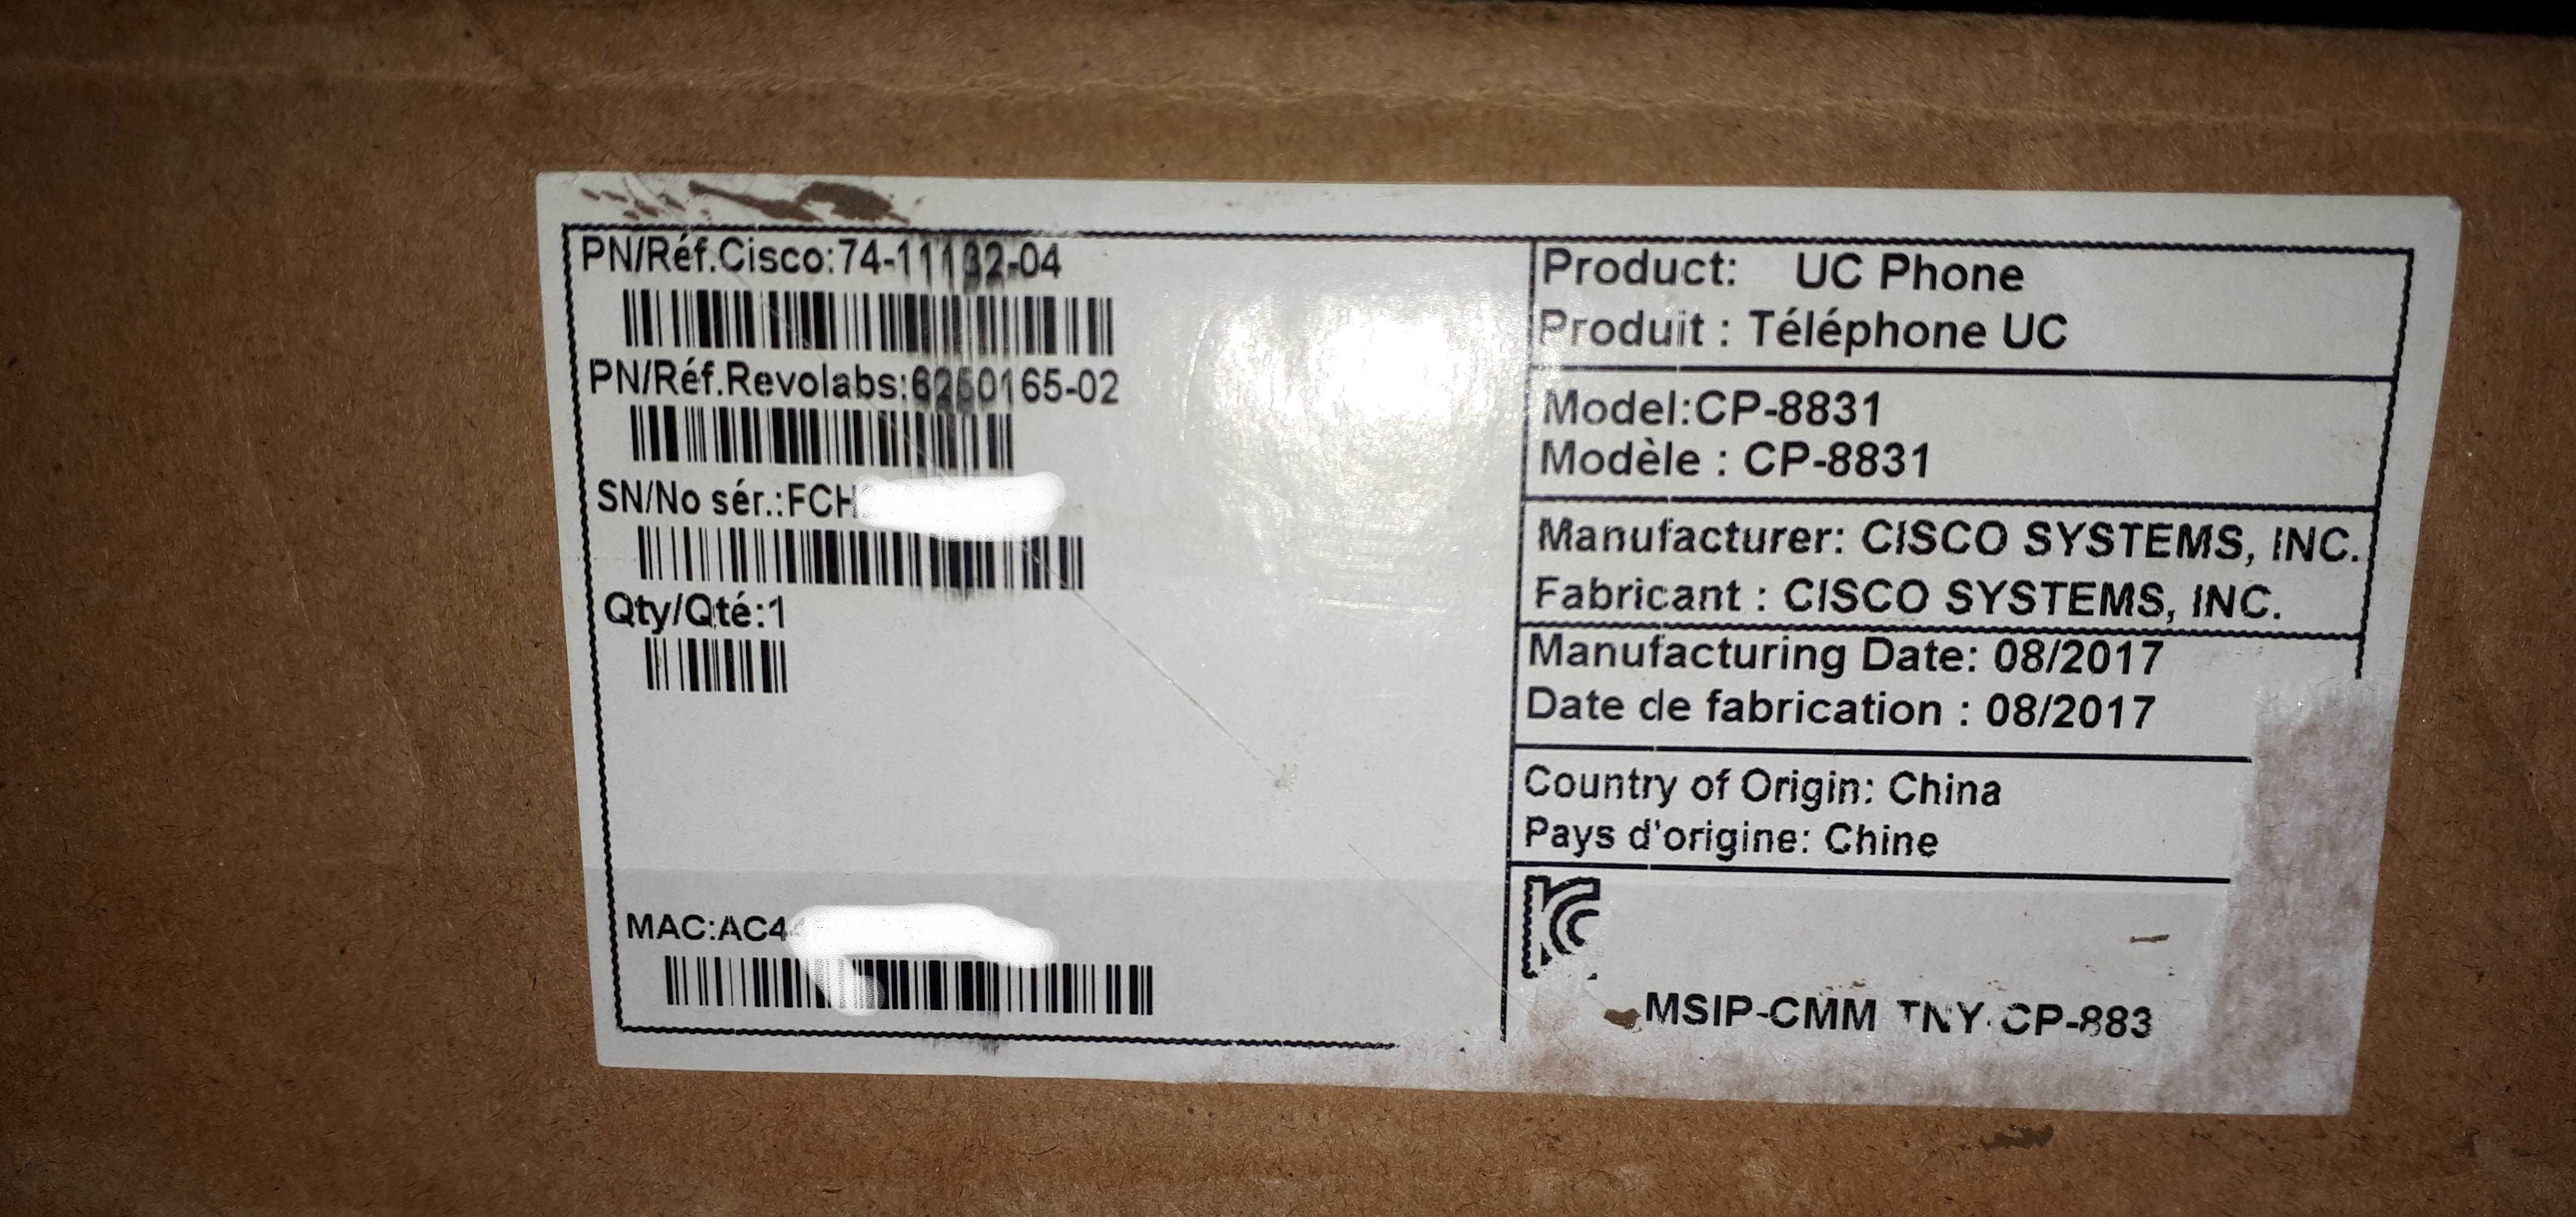 PN/Réf.Cisco:74-11132-04
PN/Réf.Revolabs:6250165-02
SN/No sér.:FCH
Qty/Qté:1
MAC:AC4
Product: UC Phone
Produit : Téléphone UC
Model:CP-8831
Modèle : CP-8831
Manufacturer: CISCO SYSTEMS, INC.
Fabricant : CISCO SYSTEMS, INC.
Manufacturing Date: 08/2017
Date de fabrication : 08/2017
Country of Origin: China
Pays d'origine: Chine
MSIP-CMM TNY CP-883